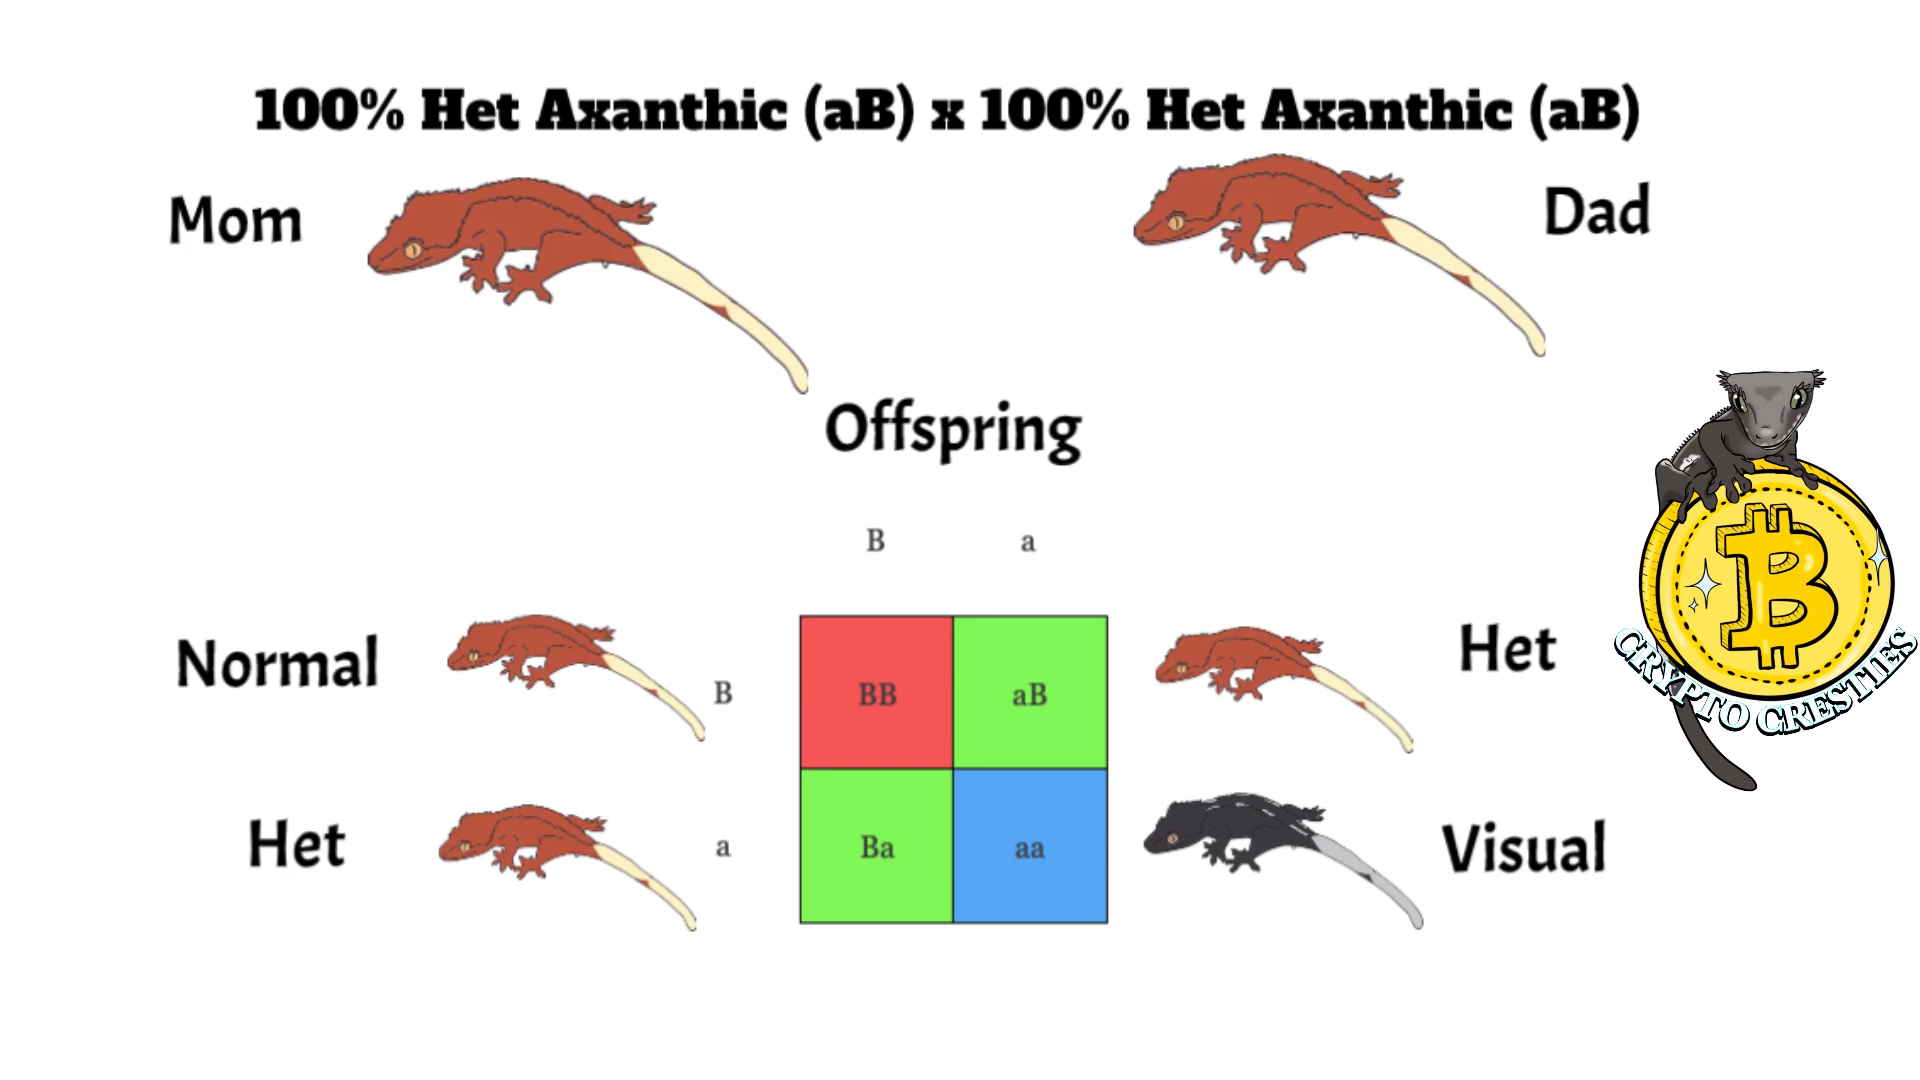 100% Het Axanthic (aB) x 100% Het Axanthic (aB)
Mom
Dad
Offspring
B a
Normal
B
BB
aB
Het
Het
a
Ba
aa
Visual
B
CRYPTO CRESTIES